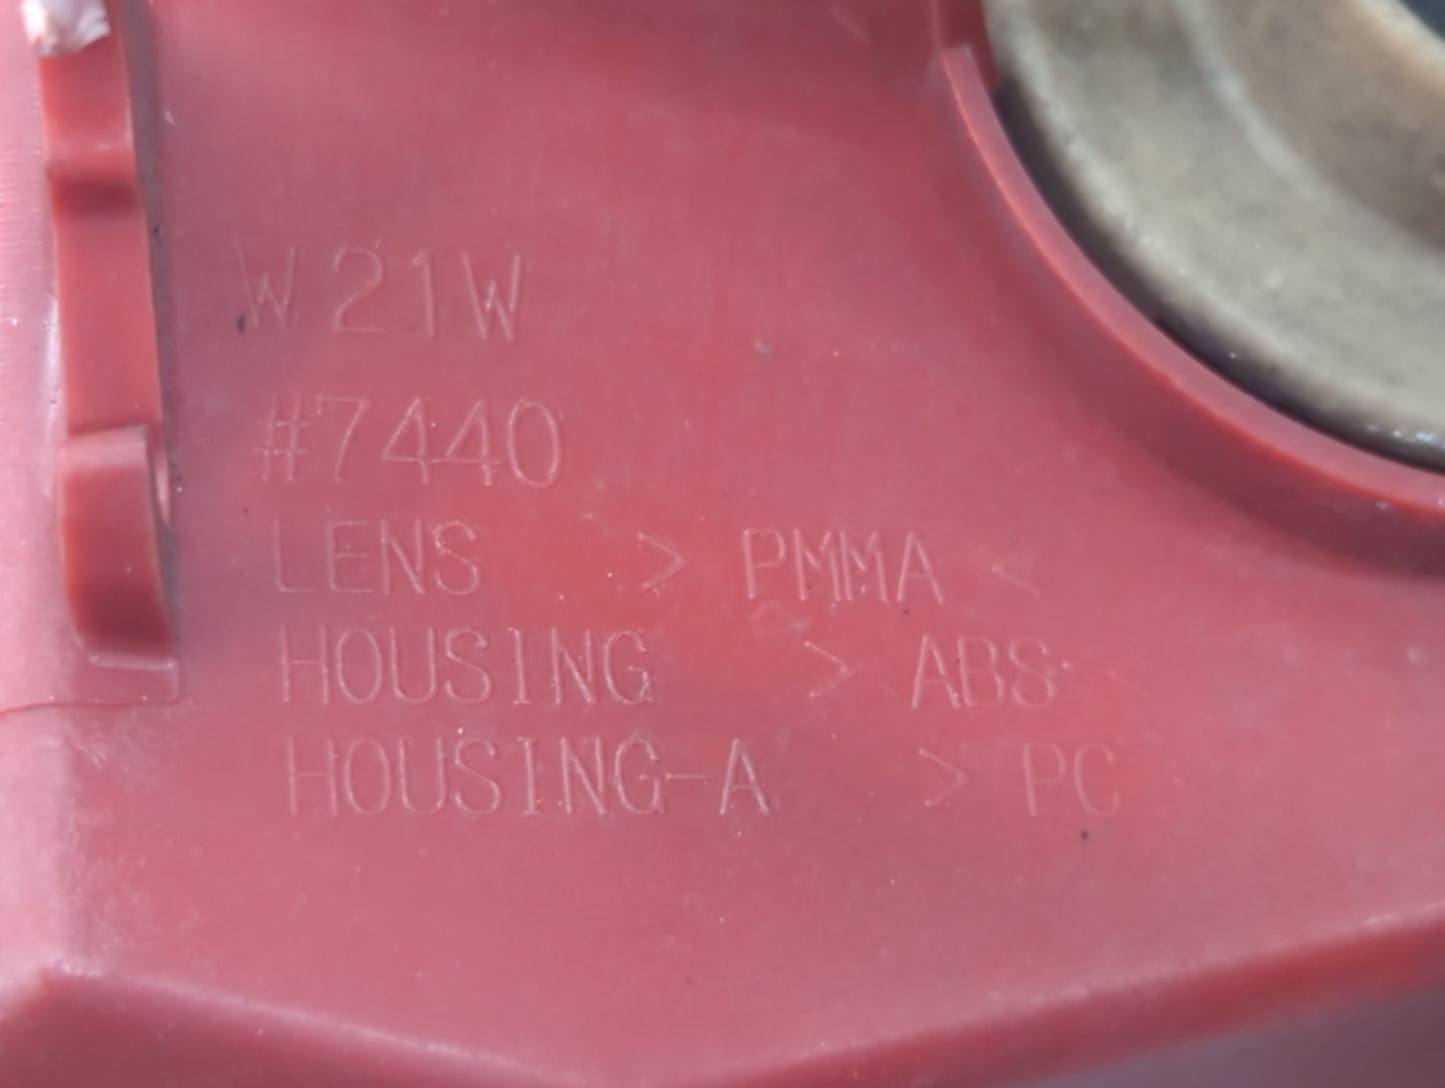 W21W
#7440
LENS >PMMA<
HOUSING >ABS<
HOUSING-A >PC<